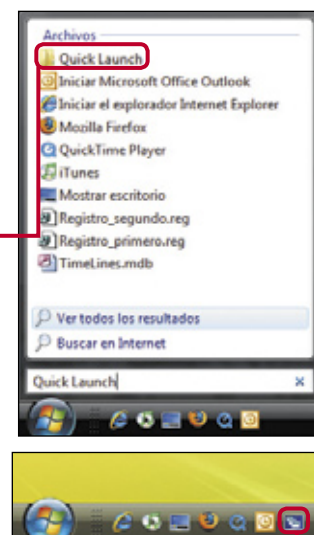 Archivos
Quick Launch
Iniciar Microsoft Office Outlook
Iniciar el explorador Internet Explorer
Mozilla Firefox
QuickTime Player
iTunes
Mostrar escritorio
Registro_segundo.reg
Registro_primero.reg
TimeLines.mdb
Ver todos los resultados
Buscar en Internet
Quick Launch